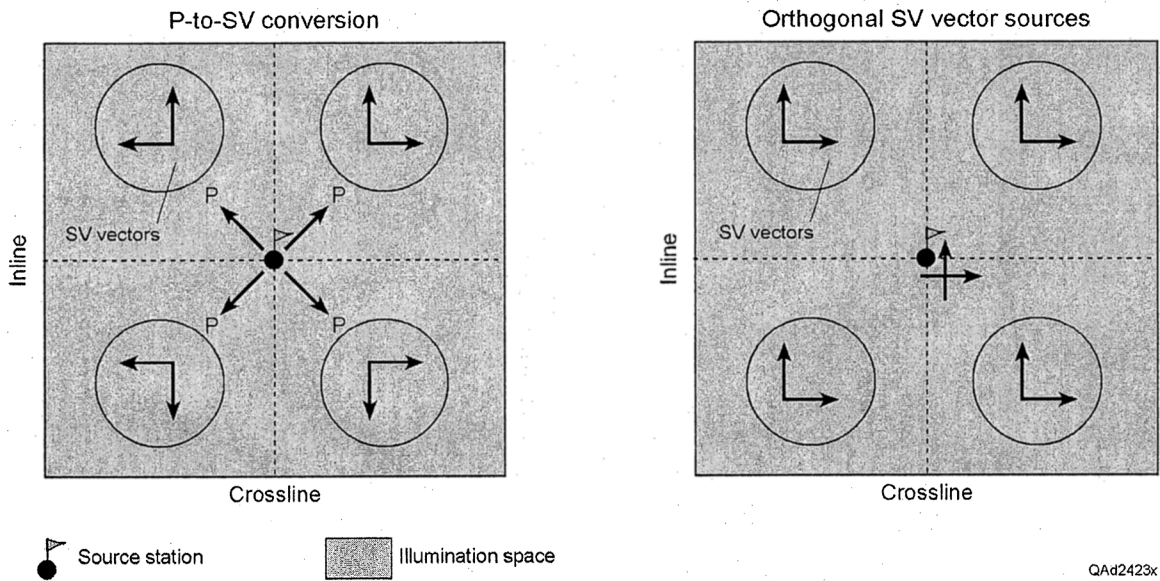 P-to-SV conversion
Orthogonal SV vector sources
P
P
SV vectors
P
P
Inline
Crossline
SV vectors
Inline
Crossline
Source station
Illumination space
QAd2423x